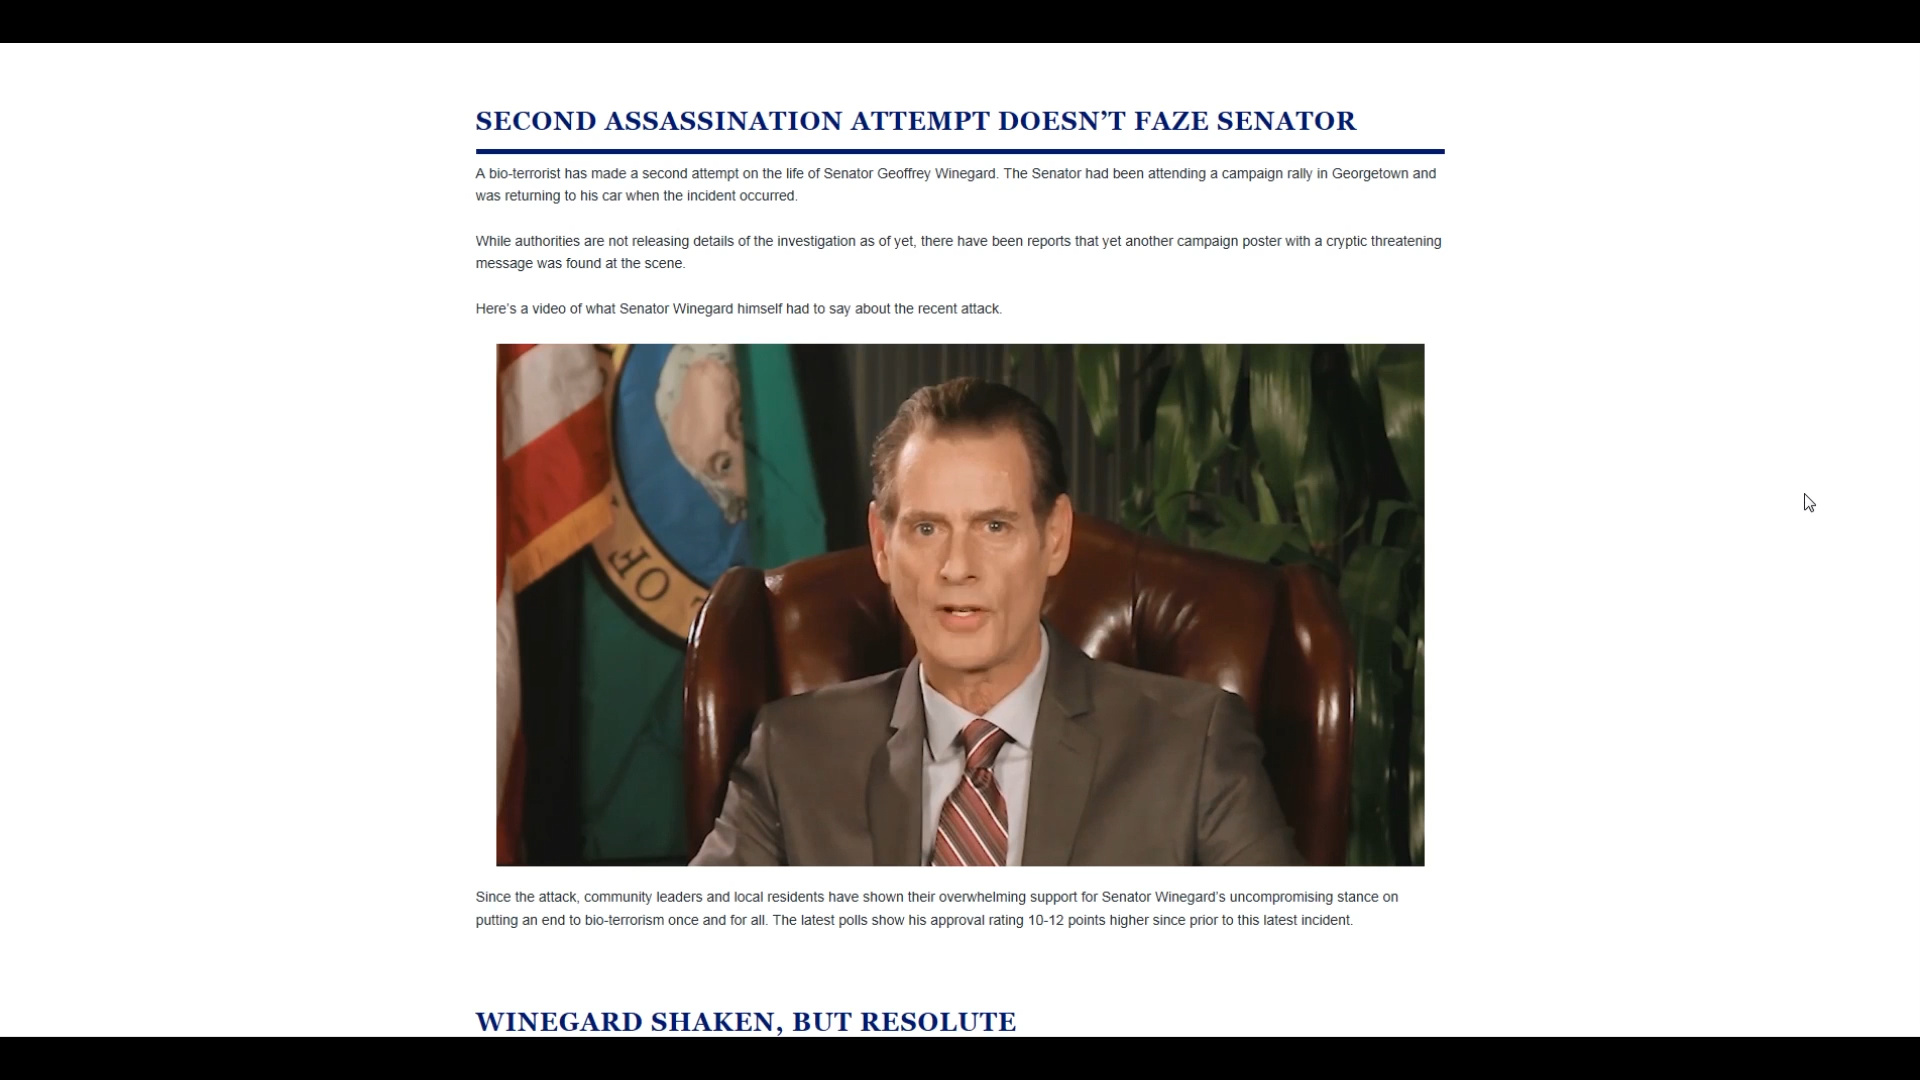 SECOND ASSASSINATION ATTEMPT DOESN’T FAZE SENATOR
A bio-terrorist has made a second attempt on the life of Senator Geoffrey Winegard. The Senator had been attending a campaign rally in Georgetown and
was returning to his car when the incident occurred.
While authorities are not releasing details of the investigation as of yet, there have been reports that yet another campaign poster with a cryptic threatening
message was found at the scene.
Here’s a video of what Senator Winegard himself had to say about the recent attack.
OF
Since the attack, community leaders and local residents have shown their overwhelming support for Senator Winegard’s uncompromising stance on
putting an end to bio-terrorism once and for all. The latest polls show his approval rating 10-12 points higher since prior to this latest incident.
WINEGARD SHAKEN, BUT RESOLUTE